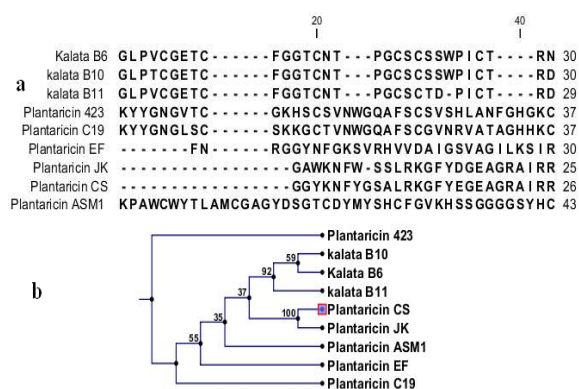 20 40
Kalata B6 GLPVCGETC------FGGTCNT---PGCSCSSWPICT----RN 30
a
kalata B10 GLPTCGETC------FGGTCNT---PGCSCSSWPICT----RD 30
kalata B11 GLPVCGETC------FGGTCNT---PGCSCTD-PICT----RD 29
Plantaricin 423 KYYGNGVTC------GKHSCSVNWGQAFSCSVSHLANFGHGKC 37
Plantaricin C19 KYYGNGLSC------SKKGCTVNWGQAFSCGVNRVATAGHHKC 37
Plantaricin EF -------FN------RGGYNFGKSVRHVVDAIGSVAGILKSIR 30
Plantaricin JK -----------------GAWKNFW-SSLRKGFYDGEAGRAIRR 25
Plantaricin CS -----------------GGYKNFYGSALRKGFYEGEAGRAIRR 26
Plantaricin ASM1 KPAWCWYTLAMCGAGYDSGTCDYMYSHCFGVKHSSGGGGSYHC 43
b
Plantaricin 423
59 kalata B10
92 Kalata B6
kalata B11
37
100 Plantaricin CS
35 Plantaricin JK
55 Plantaricin ASM1
Plantaricin EF
Plantaricin C19